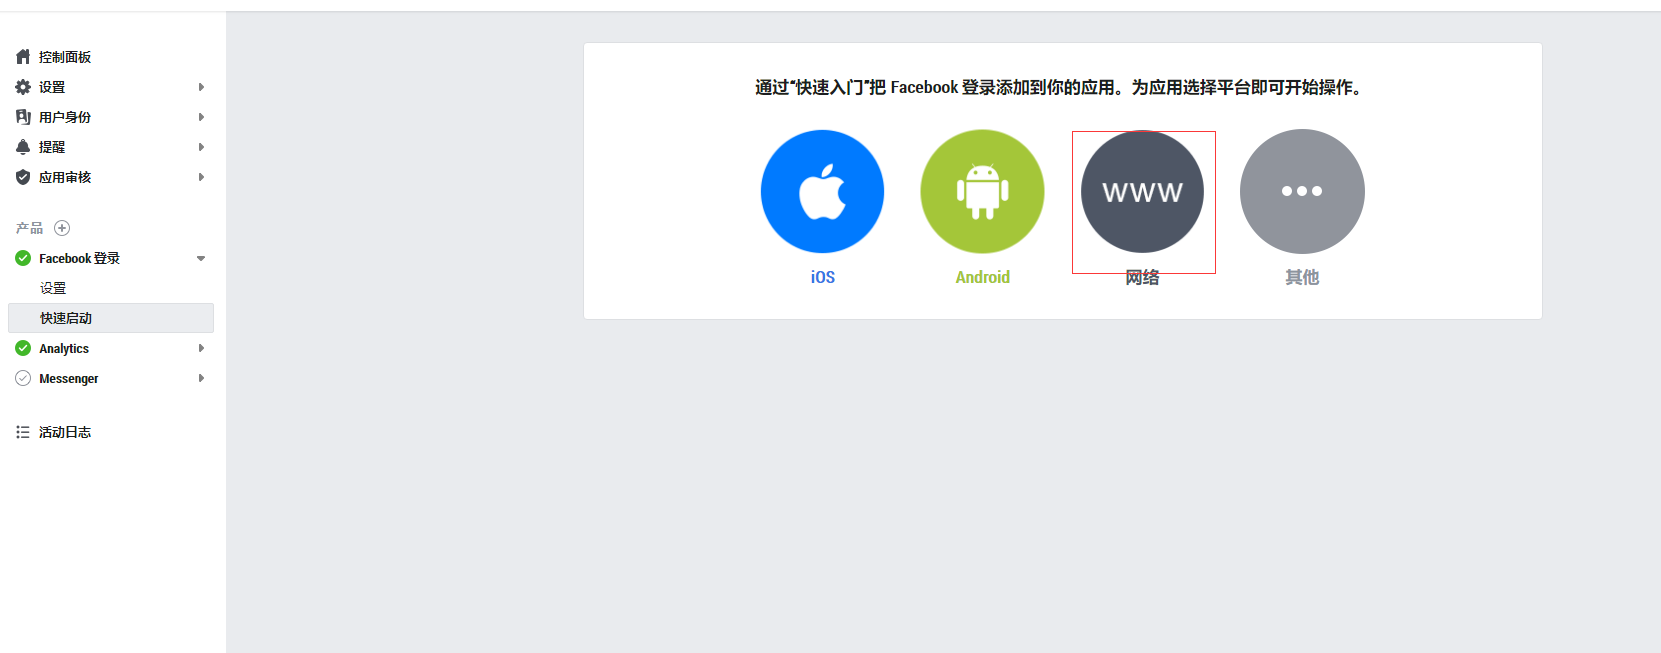 控制面板
设置
用户身份
提醒
应用审核
产品
Facebook 登录
设置
快速启动
Analytics
Messenger
活动日志
通过“快速入门”把 Facebook 登录添加到你的应用。为应用选择平台即可开始操作。
www
iOS
Android
网络
其他